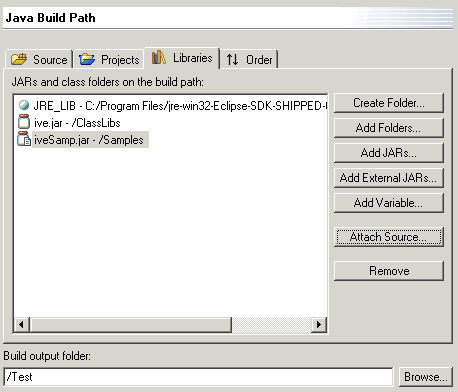 Java Build Path
Source Projects Libraries Order
JARs and class folders on the build path:
JRE_LIB - C:/Program Files/jre-win32-Eclipse-SDK-SHIPPED-
ive.jar - /ClassLibs
iveSamp.jar - /Samples
Create Folder...
Add Folders...
Add JARs...
Add External JARs...
Add Variable...
Attach Source...
Remove
Build output folder:
/Test
Browse...